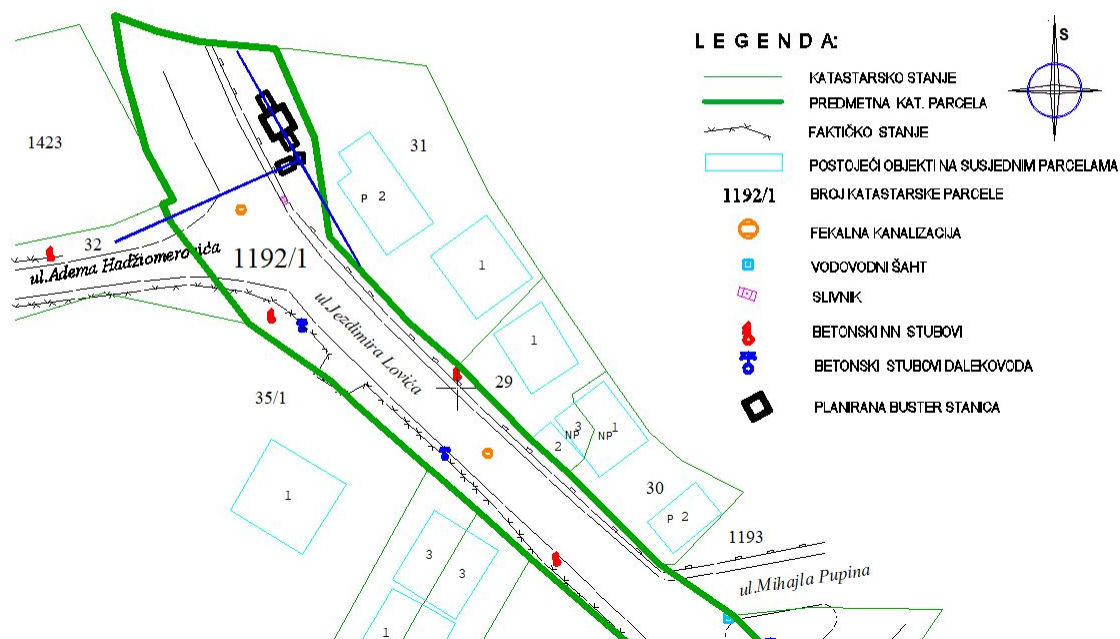 L E G E N D A:
S
KATASTARSKO STANJE
PREDMETNA KAT. PARCELA
FAKTIČKO STANJE
POSTOJEĆI OBJEKTI NA SUSJEDNIM PARCELAMA
1192/1 BROJ KATASTARSKE PARCELE
FEKALNA KANALIZACIJA
VODOVODNI ŠAHT
SLIVNIK
BETONSKI NN STUBOVI
BETONSKI STUBOVI DALEKOVODA
PLANIRANA BUSTER STANICA
1423
31
P 2
32
ul.Adema Hadžiomerovića
1192/1
1
ul.Jezdimira Lovića
1
29
35/1
3
1
NP
NP
2
30
1
P 2
1193
3
3
ul.Mihajla Pupina
1